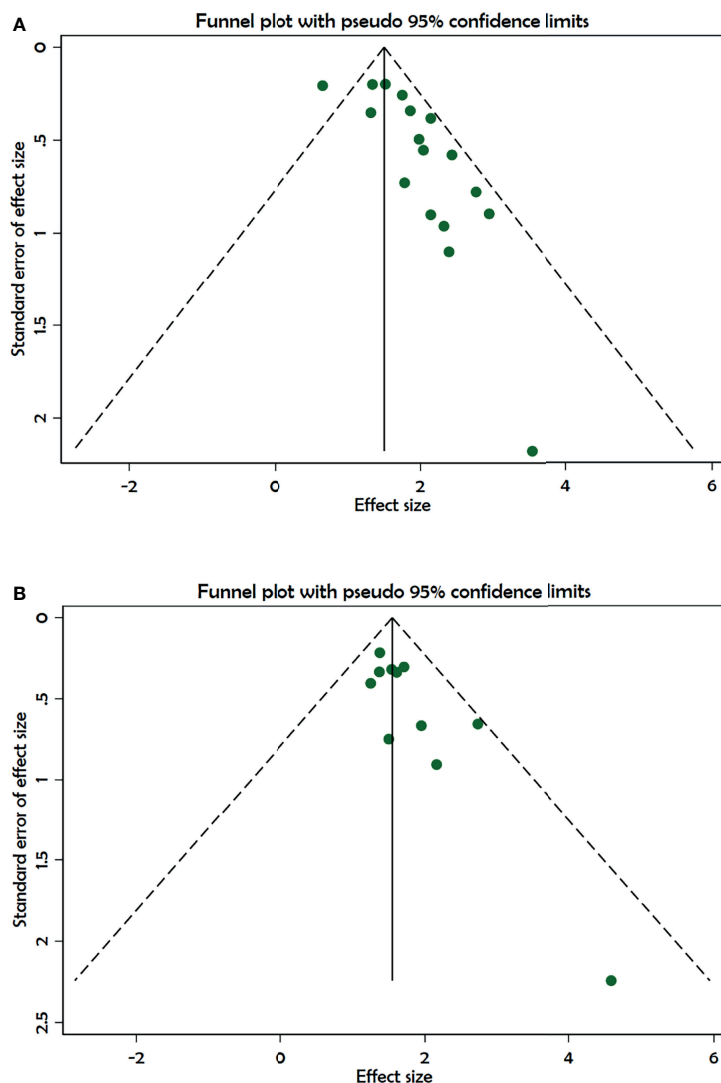 A
Funnel plot with pseudo 95% confidence limits
Standard error of effect size
0
.5
1
1.5
2
-2 0 2 4 6
Effect size
B
Funnel plot with pseudo 95% confidence limits
Standard error of effect size
0
.5
1
1.5
2
2.5
-2 0 2 4 6
Effect size